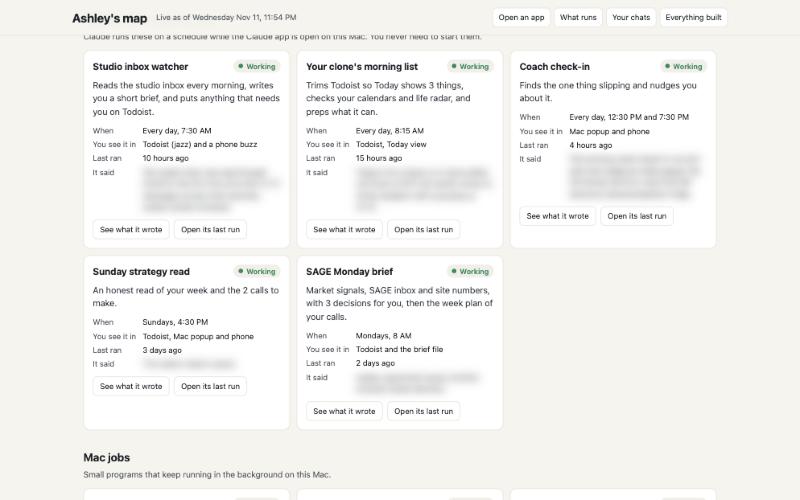 Ashley's map
Live as of Wednesday Nov 11, 11:54 PM
Open an app
What runs
Your chats
Everything built
Claude runs these on a schedule while the Claude app is open on this Mac. You never need to start them.
Studio inbox watcher
Working
Reads the studio inbox every morning, writes
you a short brief, and puts anything that needs
you on Todoist.
When Every day, 7:30 AM
You see it in Todoist (jazz) and a phone buzz
Last ran 10 hours ago
It said
See what it wrote
Open its last run
Your clone's morning list
Working
Trims Todoist so Today shows 3 things,
checks your calendars and life radar, and
preps what it can.
When Every day, 8:15 AM
You see it in Todoist, Today view
Last ran 15 hours ago
It said
See what it wrote
Open its last run
Coach check-in
Working
Finds the one thing slipping and nudges you
about it.
When Every day, 12:30 PM and 7:30 PM
You see it in Mac popup and phone
Last ran 4 hours ago
It said
See what it wrote
Open its last run
Sunday strategy read
Working
An honest read of your week and the 2 calls to
make.
When Sundays, 4:30 PM
You see it in Todoist, Mac popup and phone
Last ran 3 days ago
It said
See what it wrote
Open its last run
SAGE Monday brief
Working
Market signals, SAGE inbox and site numbers,
with 3 decisions for you, then the week plan of
your calls.
When Mondays, 8 AM
You see it in Todoist and the brief file
Last ran 2 days ago
It said
See what it wrote
Open its last run
Mac jobs
Small programs that keep running in the background on this Mac.